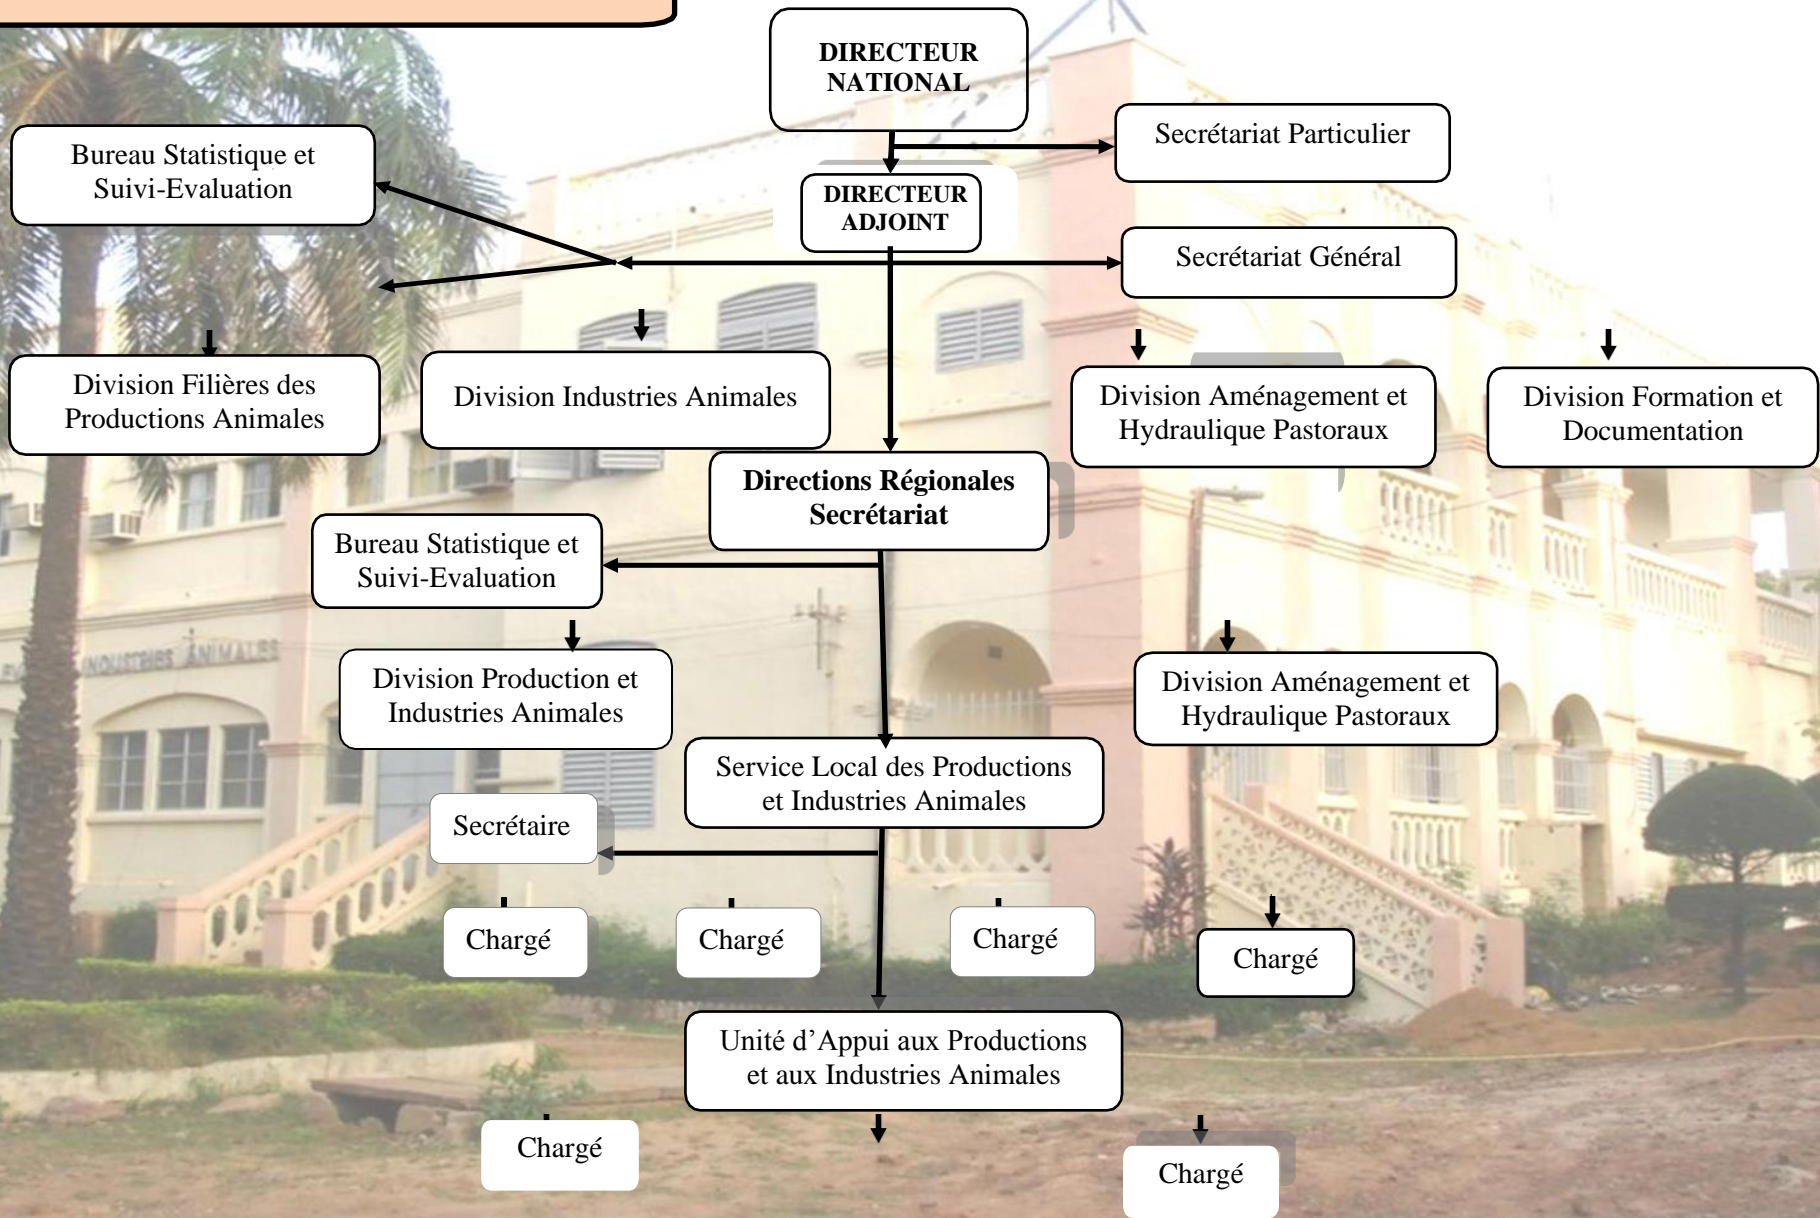 DIRECTEUR
NATIONAL
Secrétariat Particulier
Bureau Statistique et
Suivi-Evaluation
DIRECTEUR
ADJOINT
Secrétariat Général
Division Filières des
Productions Animales
Division Industries Animales
Division Aménagement et
Hydraulique Pastoraux
Division Formation et
Documentation
Directions Régionales
Secrétariat
Bureau Statistique et
Suivi-Evaluation
INDUSTRIES ANIMALES
Division Production et
Industries Animales
Division Aménagement et
Hydraulique Pastoraux
Service Local des Productions
et Industries Animales
Secrétaire
Chargé
Chargé
Chargé
Chargé
Unité d’Appui aux Productions
et aux Industries Animales
Chargé
Chargé